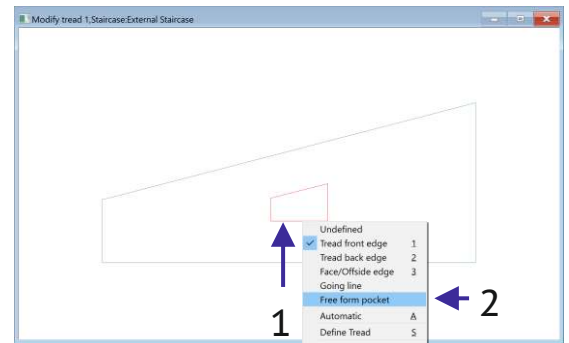 Modify tread 1,Staircase:External Staircase
Undefined
Tread front edge 1
Tread back edge 2
Face/Offside edge 3
Going line
Free form pocket
Automatic A
Define Tread S
1
2